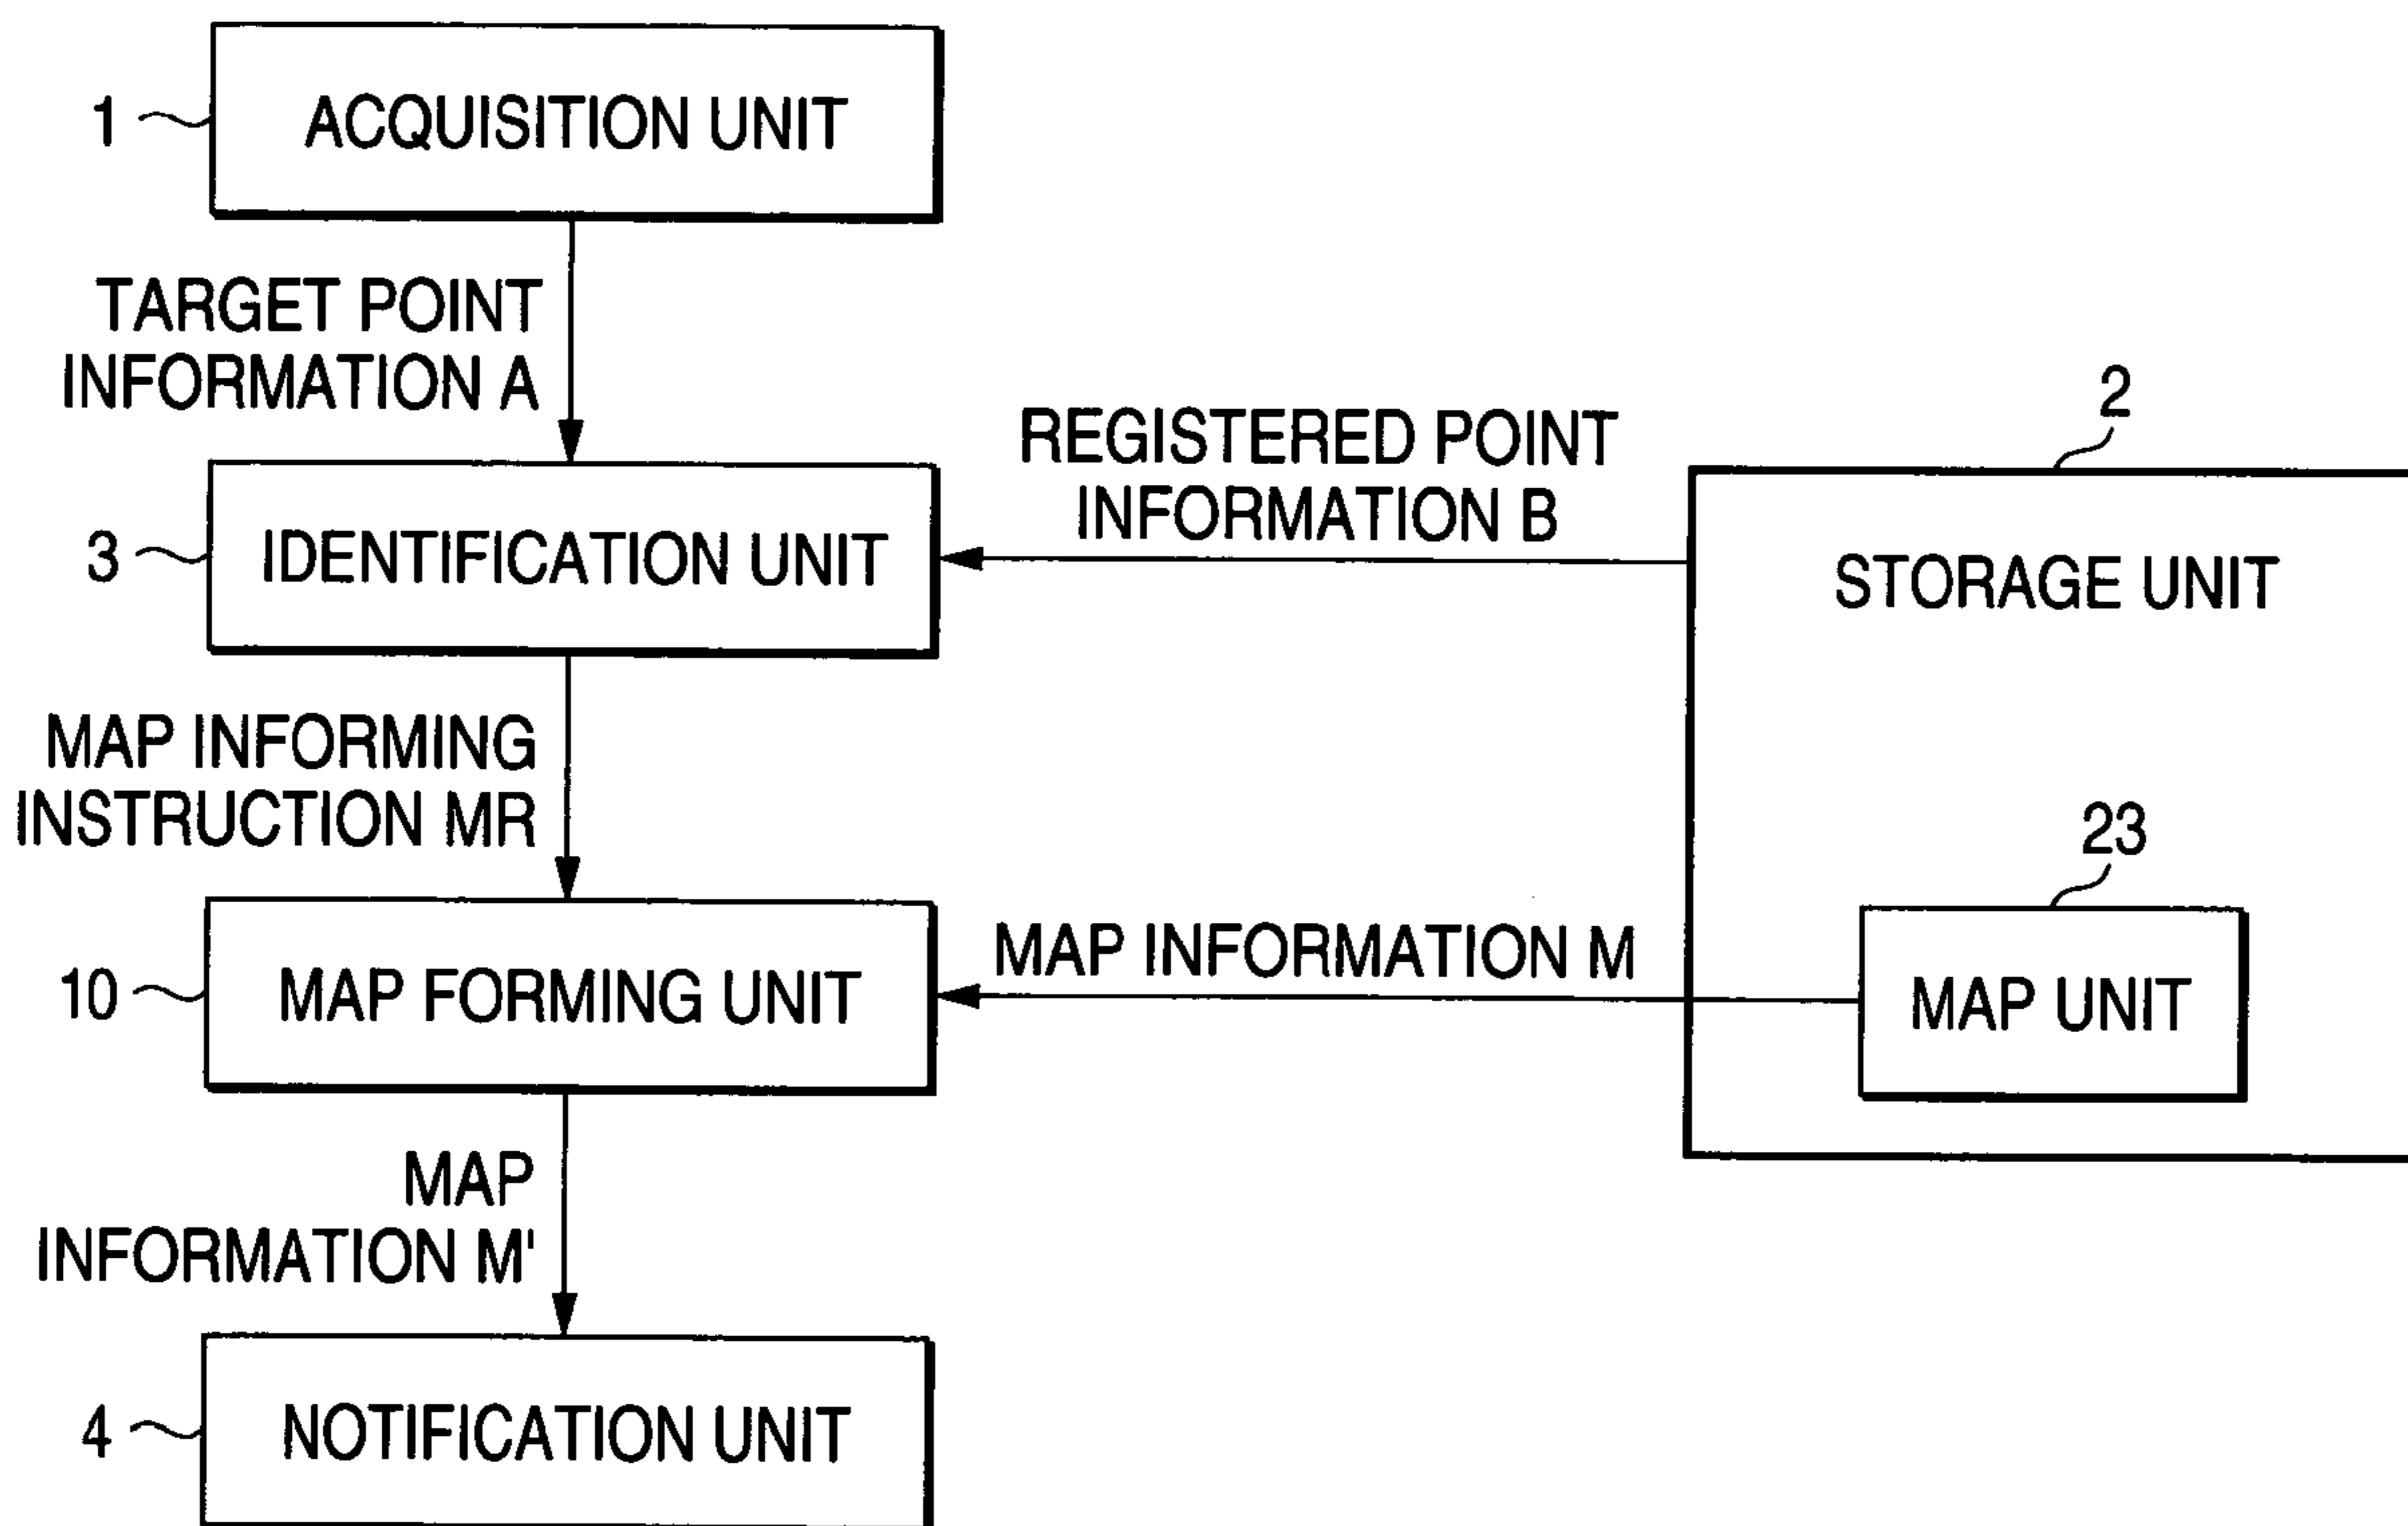 1
ACQUISITION UNIT
TARGET POINT
INFORMATION A
REGISTERED POINT
INFORMATION B
2
3
IDENTIFICATION UNIT
STORAGE UNIT
MAP INFORMING
INSTRUCTION MR
23
10
MAP FORMING UNIT
MAP INFORMATION M
MAP UNIT
MAP
INFORMATION M'
4
NOTIFICATION UNIT